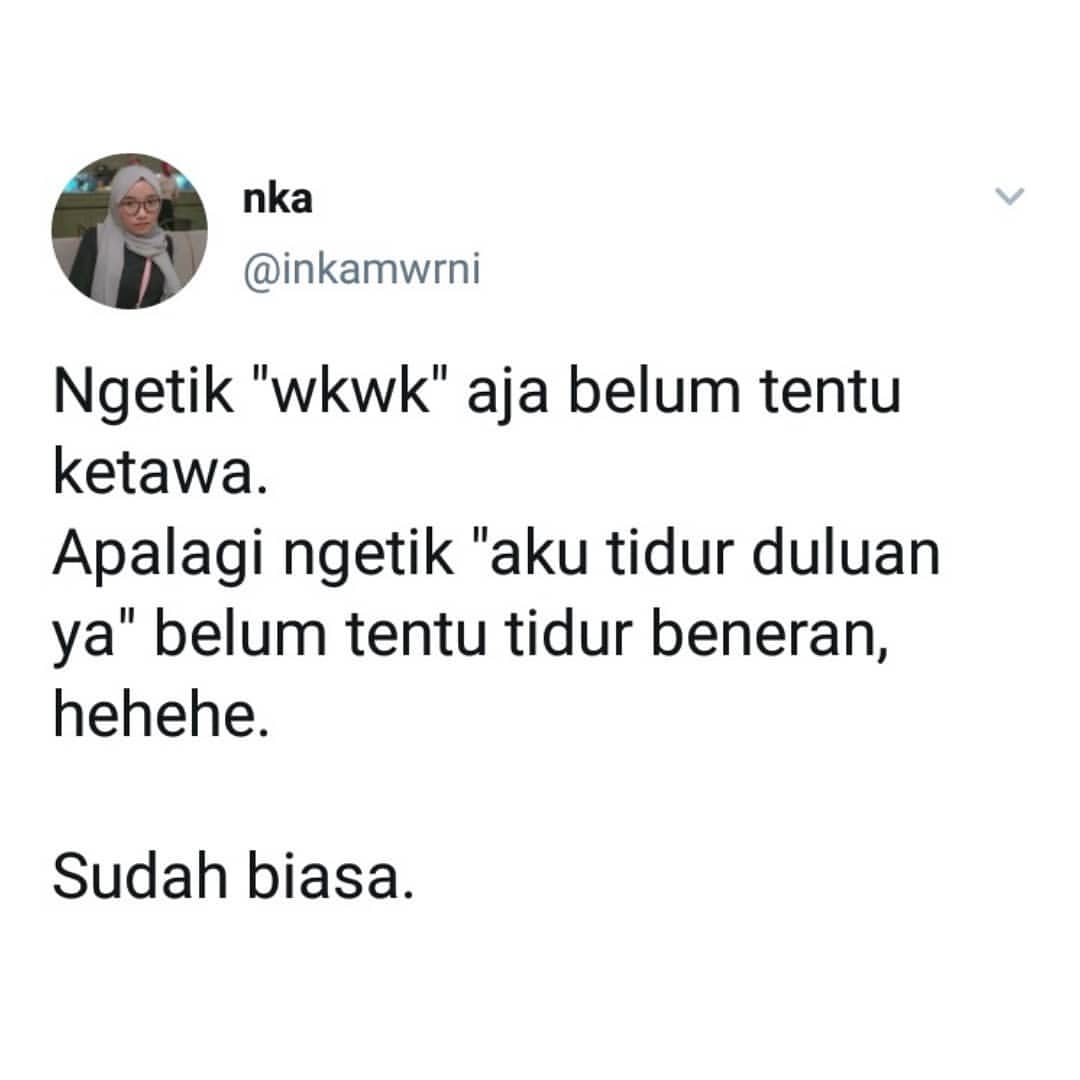 nka
@inkamwrni
Ngetik "wkwk" aja belum tentu
ketawa.
Apalagi ngetik "aku tidur duluan
ya" belum tentu tidur beneran,
hehehe.
Sudah biasa.